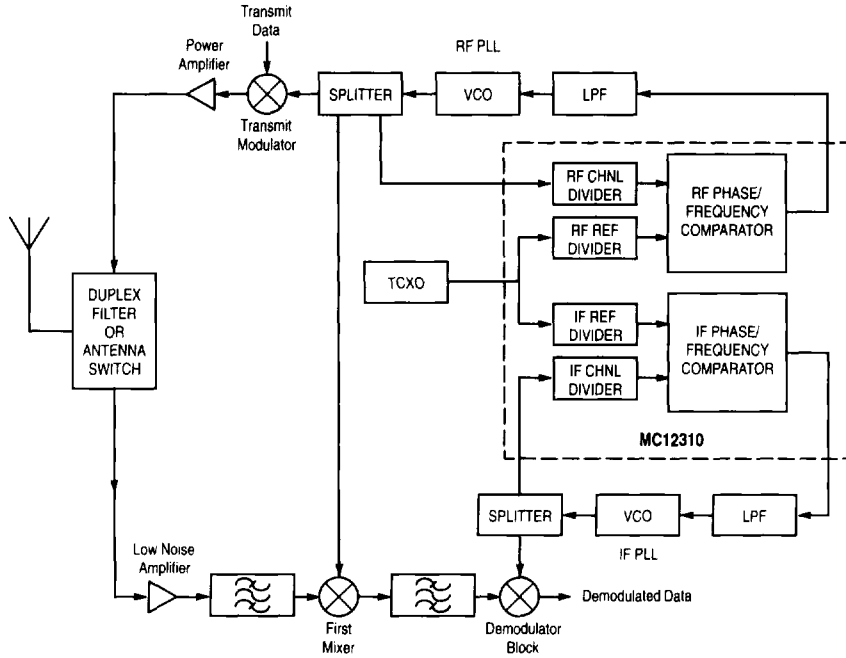 Transmit
Data
Power
Amplifier
RF PLL
SPLITTER
VCO
LPF
Transmit
Modulator
RF CHNL
DIVIDER
RF PHASE/
FREQUENCY
COMPARATOR
RF REF
DIVIDER
TCXO
DUPLEX
FILTER
OR
ANTENNA
SWITCH
IF REF
DIVIDER
IF PHASE/
FREQUENCY
COMPARATOR
IF CHNL
DIVIDER
MC12310
SPLITTER
VCO
LPF
IF PLL
Low Noise
Amplifier
Demodulated Data
First
Mixer
Demodulator
Block